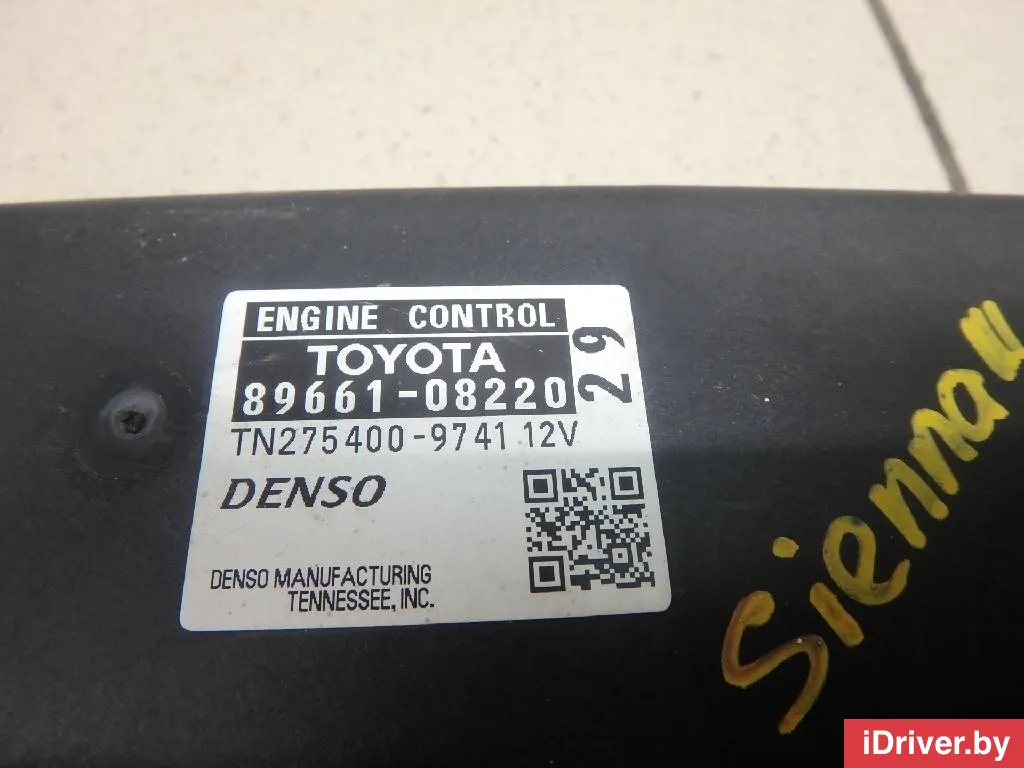 ENGINE CONTROL
TOYOTA
89661-08220
29
TN275400-9741 12V
DENSO
DENSO MANUFACTURING
TENNESSEE, INC.
Sienna
iDriver.by